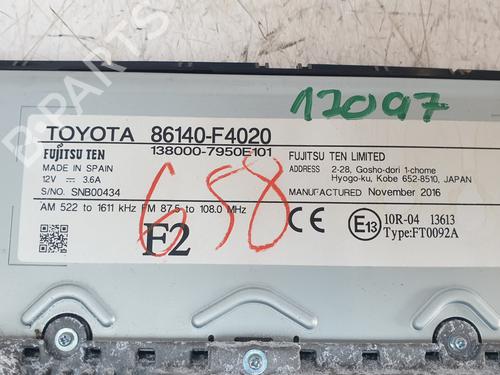 12097
TOYOTA 86140-F4020
FUJITSU TEN 138000-7950E101
MADE IN SPAIN
12V 3.6A
S/NO. SNB00434
FUJITSU TEN LIMITED
ADDRESS 2-28, Gosho-dori 1-chome
Hyogo-ku, Kobe 652-8510, JAPAN
MANUFACTURED November 2016
AM 522 to 1611 kHz FM 87.5 to 108.0 MHz
658
F2
CE
E13
10R-04 13613
Type:FT0092A
B-PARTS